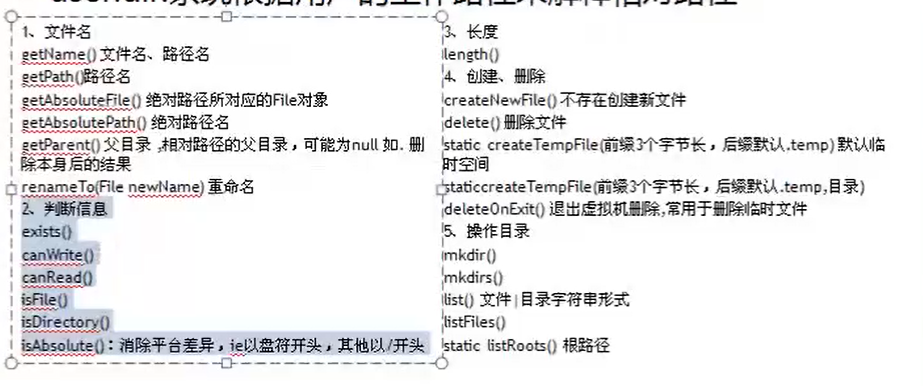 1、文件名
getName() 文件名、路径名
getPath()路径名
getAbsoluteFile() 绝对路径所对应的File对象
getAbsolutePath() 绝对路径名
getParent() 父目录 ,相对路径的父目录，可能为null 如. 删
除本身后的结果
renameTo(File newName) 重命名
2、判断信息
exists()
canWrite()
canRead()
isFile()
isDirectory()
isAbsolute()：消除平台差异，ie以盘符开头，其他以/开头
3、长度
length()
4、创建、删除
createNewFile() 不存在创建新文件
delete() 删除文件
static createTempFile(前缀3个字节长，后缀默认.temp) 默认临
时空间
staticcreateTempFile(前缀3个字节长，后缀默认.temp,目录)
deleteOnExit() 退出虚拟机删除,常用于删除临时文件
5、操作目录
mkdir()
mkdirs()
list() 文件|目录字符串形式
listFiles()
static listRoots() 根路径